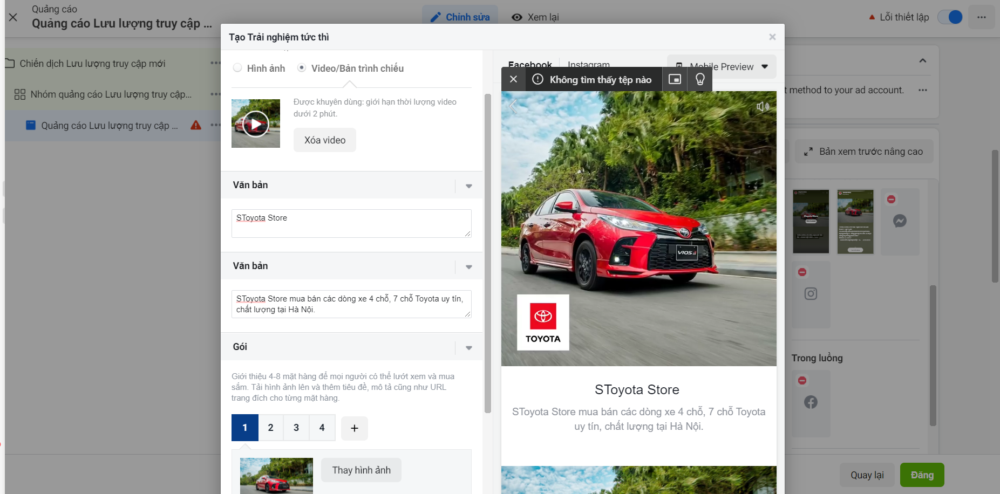 Quảng cáo
Quảng cáo Lưu lượng truy cập ...
Chỉnh sửa
Xem lại
Lỗi thiết lập
Chiến dịch Lưu lượng truy cập mới
Nhóm quảng cáo Lưu lượng truy cập...
Quảng cáo Lưu lượng truy cập ...
Tạo Trải nghiệm tức thì
Hình ảnh
Video/Bản trình chiếu
Được khuyên dùng: giới hạn thời lượng video
dưới 2 phút.
Xóa video
Văn bản
SToyota Store
Văn bản
SToyota Store mua bán các dòng xe 4 chỗ, 7 chỗ Toyota uy tín,
chất lượng tại Hà Nội.
Gói
Giới thiệu 4-8 mặt hàng để mọi người có thể lướt xem và mua
sắm. Tải hình ảnh lên và thêm tiêu đề, mô tả cũng như URL
trang đích cho từng mặt hàng.
1 2 3 4 +
Thay hình ảnh
Facebook
Instagram
Mobile Preview
Không tìm thấy tệp nào
VIOS
TOYOTA
SToyota Store
SToyota Store mua bán các dòng xe 4 chỗ, 7 chỗ Toyota
uy tín, chất lượng tại Hà Nội.
t method to your ad account.
Bản xem trước nâng cao
Trong luồng
Quay lại
Đăng